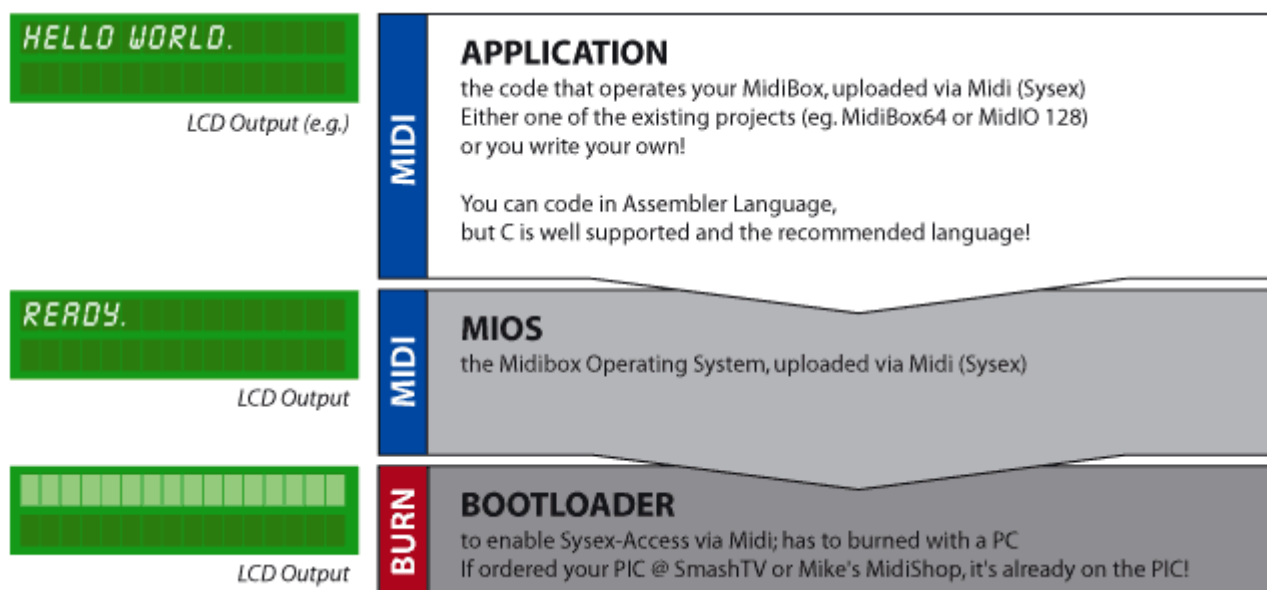 HELLO WORLD.
LCD Output (e.g.)
MIDI
APPLICATION
the code that operates your MidiBox, uploaded via Midi (Sysex)
Either one of the existing projects (eg. MidiBox64 or MidIO 128)
or you write your own!
You can code in Assembler Language,
but C is well supported and the recommended language!
READY.
LCD Output
MIDI
MIOS
the Midibox Operating System, uploaded via Midi (Sysex)
LCD Output
BURN
BOOTLOADER
to enable Sysex-Access via Midi; has to burned with a PC
If ordered your PIC @ SmashTV or Mike's MidiShop, it's already on the PIC!